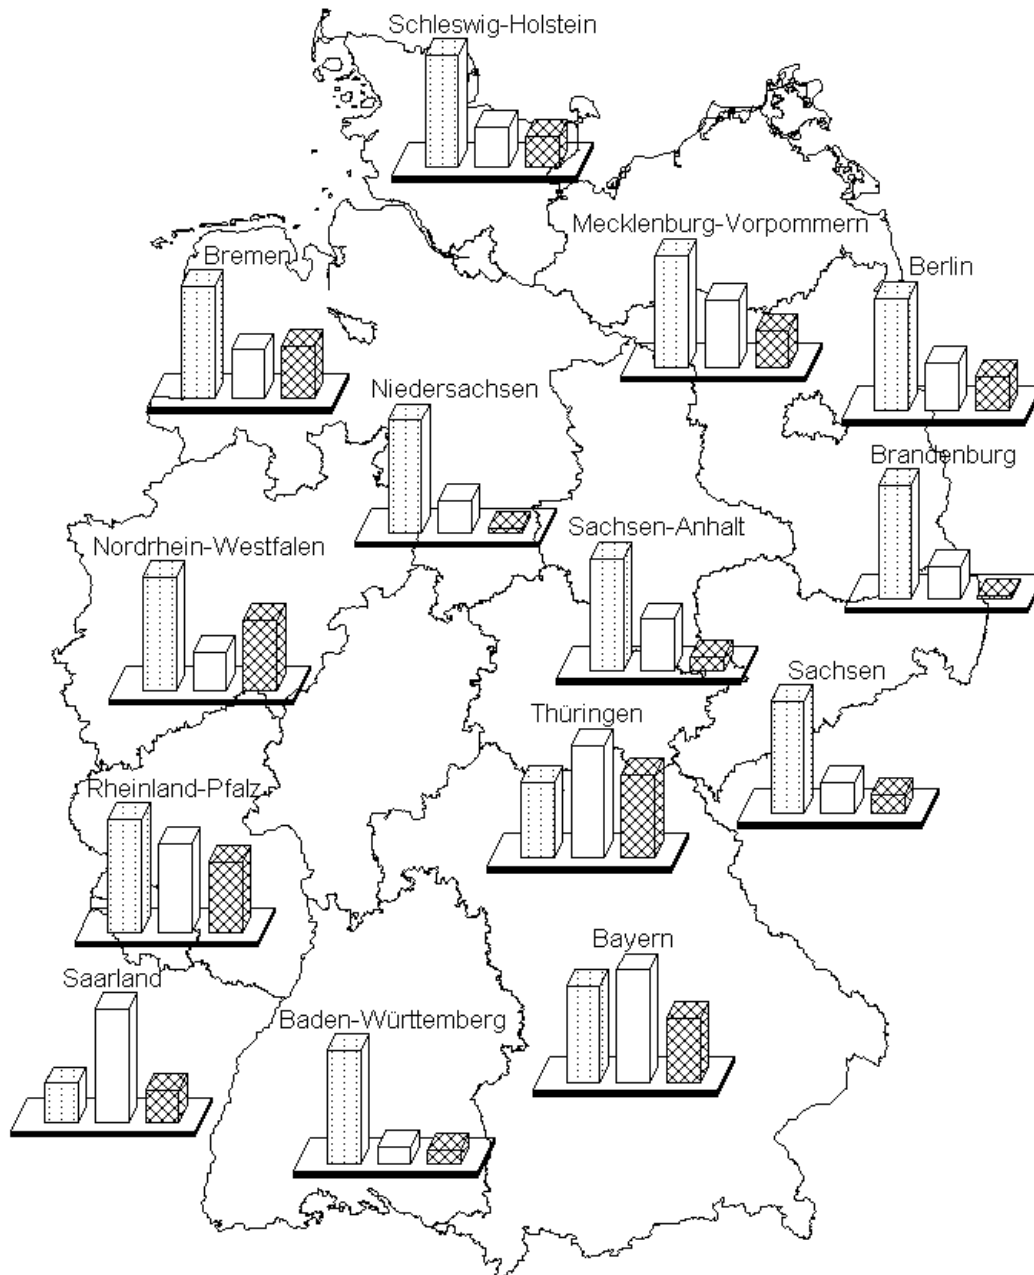 Schleswig-Holstein
Mecklenburg-Vorpommern
Bremen
Berlin
Niedersachsen
Brandenburg
Sachsen-Anhalt
Nordrhein-Westfalen
Sachsen
Thüringen
Rheinland-Pfalz
Bayern
Saarland
Baden-Württemberg